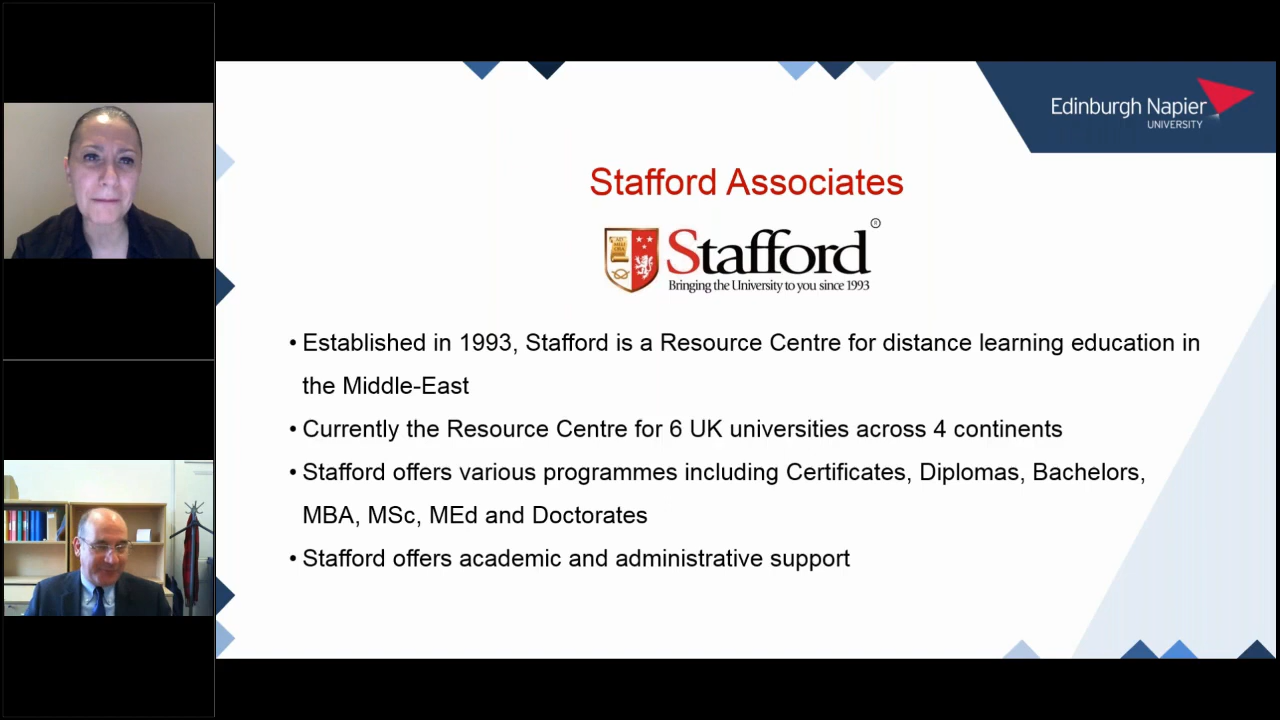 Edinburgh Napier
UNIVERSITY
Stafford Associates
Stafford ®
Bringing the University to you since 1993
• Established in 1993, Stafford is a Resource Centre for distance learning education in
the Middle-East
• Currently the Resource Centre for 6 UK universities across 4 continents
• Stafford offers various programmes including Certificates, Diplomas, Bachelors,
MBA, MSc, MEd and Doctorates
• Stafford offers academic and administrative support